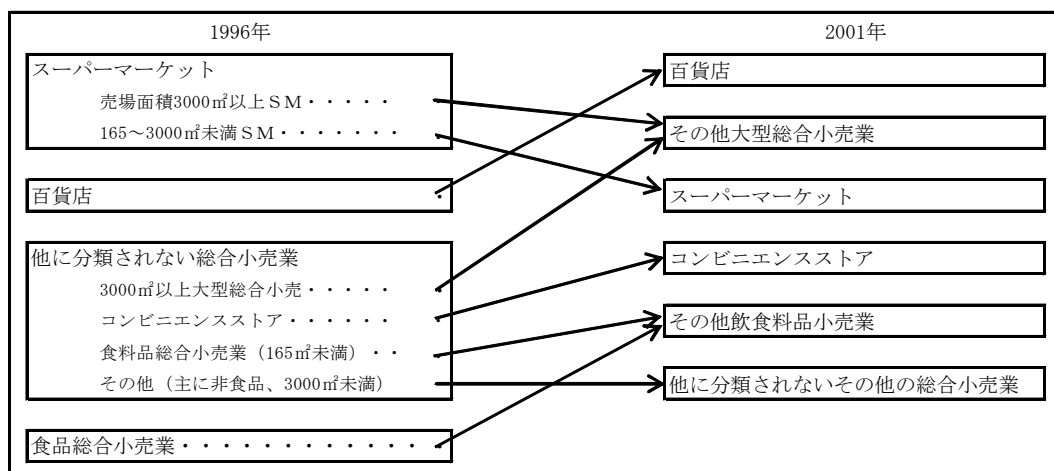 1996年
スーパーマーケット
売場面積3000㎡以上SM・・・・・
165～3000㎡未満SM・・・・・・・
百貨店
他に分類されない総合小売業
3000㎡以上大型総合小売・・・・・
コンビニエンスストア・・・・・・
食料品総合小売業（165㎡未満）・・
その他（主に非食品、3000㎡未満）
食品総合小売業・・・・・・・・・・・・
2001年
百貨店
その他大型総合小売業
スーパーマーケット
コンビニエンスストア
その他飲食料品小売業
他に分類されないその他の総合小売業